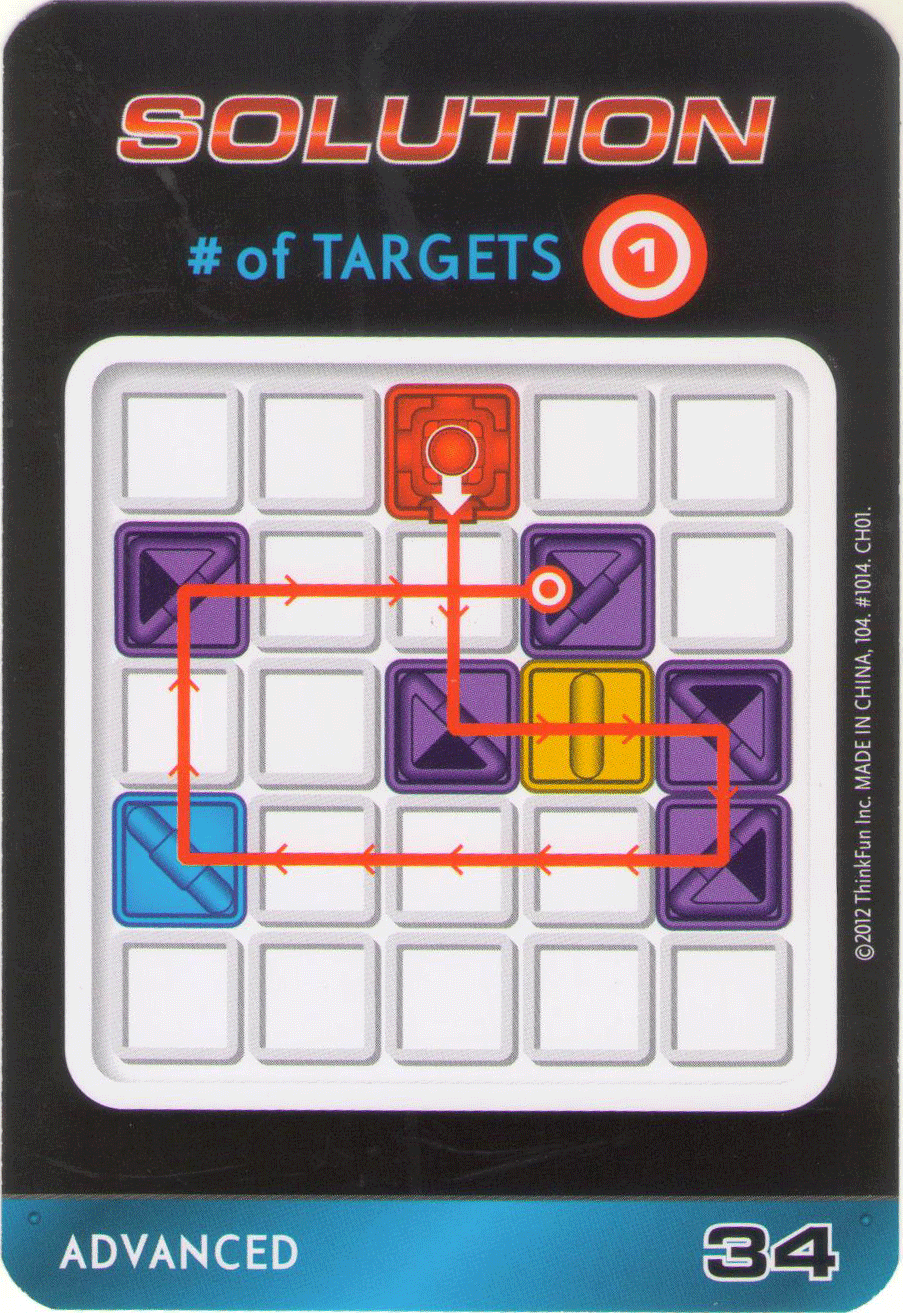 SOLUTION
# of TARGETS 1
©2012 ThinkFun Inc. MADE IN CHINA, 104. #1014. CH01.
ADVANCED
34